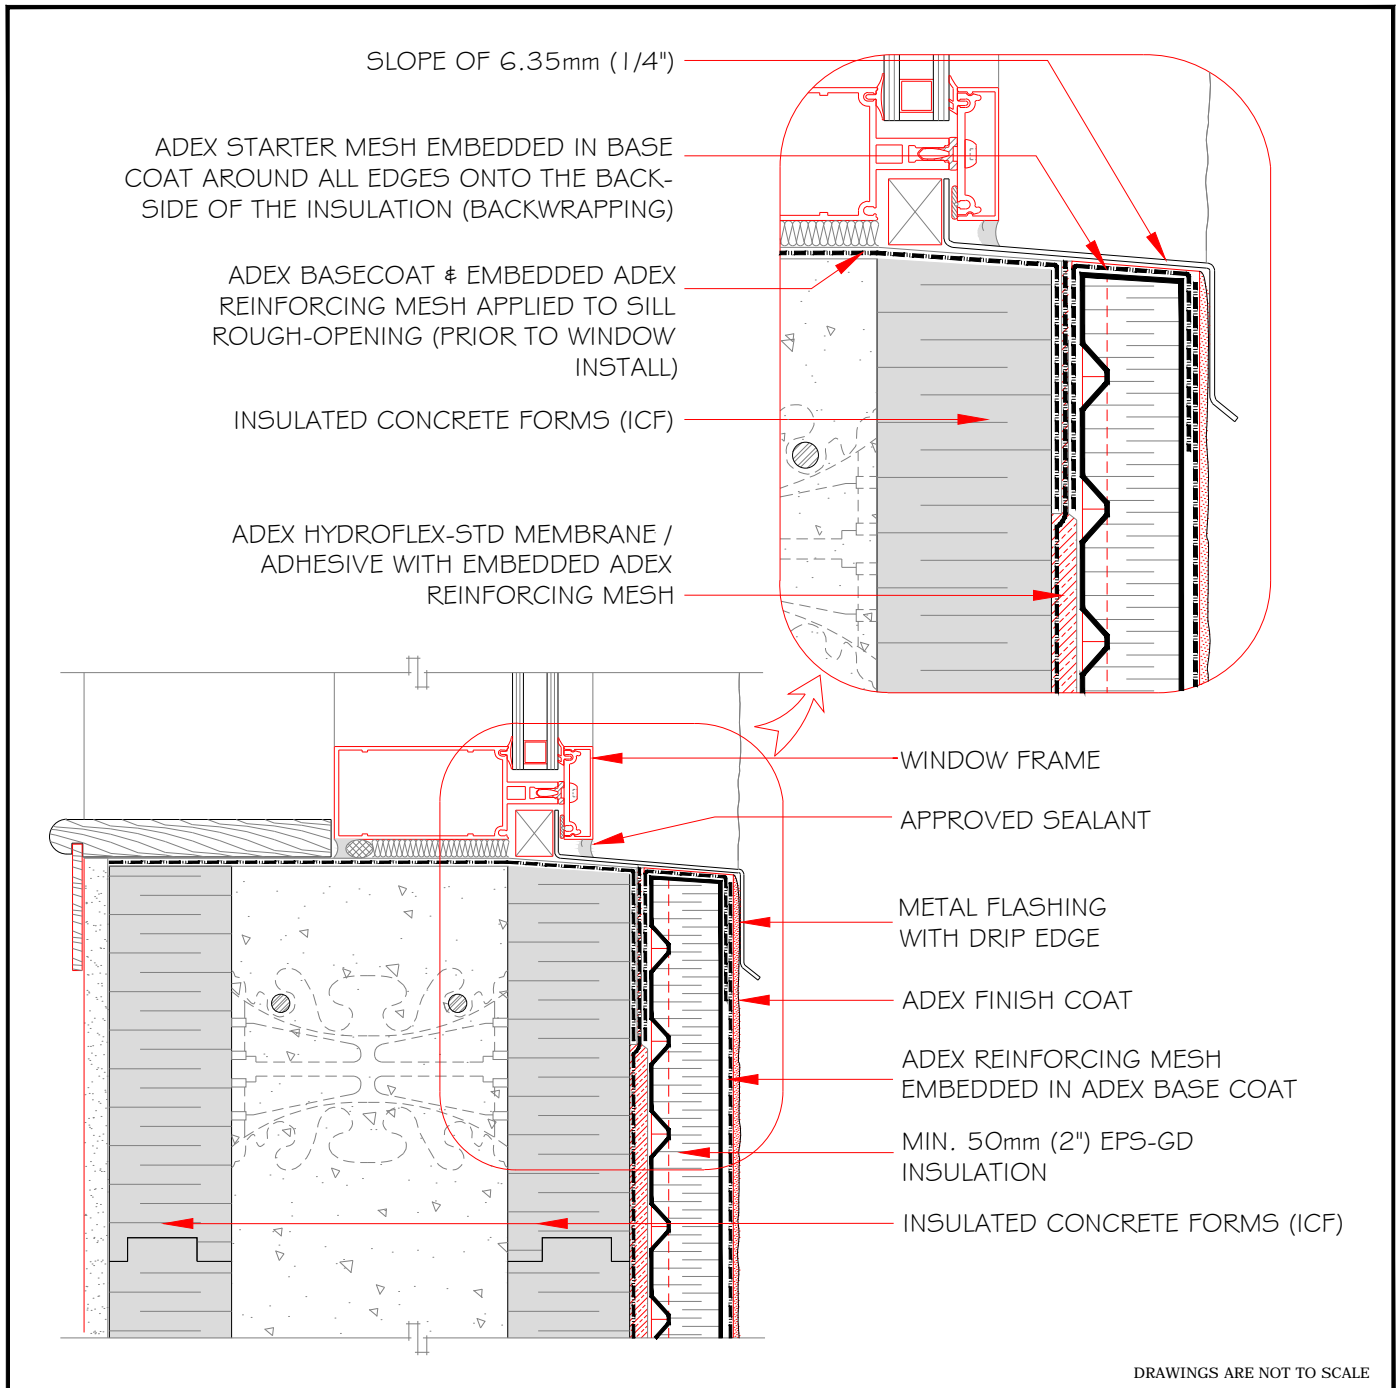 SLOPE OF 6.35mm (1/4")
ADEX STARTER MESH EMBEDDED IN BASE
COAT AROUND ALL EDGES ONTO THE BACK-
SIDE OF THE INSULATION (BACKWRAPPING)
ADEX BASECOAT & EMBEDDED ADEX
REINFORCING MESH APPLIED TO SILL
ROUGH-OPENING (PRIOR TO WINDOW
INSTALL)
INSULATED CONCRETE FORMS (ICF)
ADEX HYDROFLEX-STD MEMBRANE /
ADHESIVE WITH EMBEDDED ADEX
REINFORCING MESH
WINDOW FRAME
APPROVED SEALANT
METAL FLASHING
WITH DRIP EDGE
ADEX FINISH COAT
ADEX REINFORCING MESH
EMBEDDED IN ADEX BASE COAT
MIN. 50mm (2") EPS-GD
INSULATION
INSULATED CONCRETE FORMS (ICF)
DRAWINGS ARE NOT TO SCALE